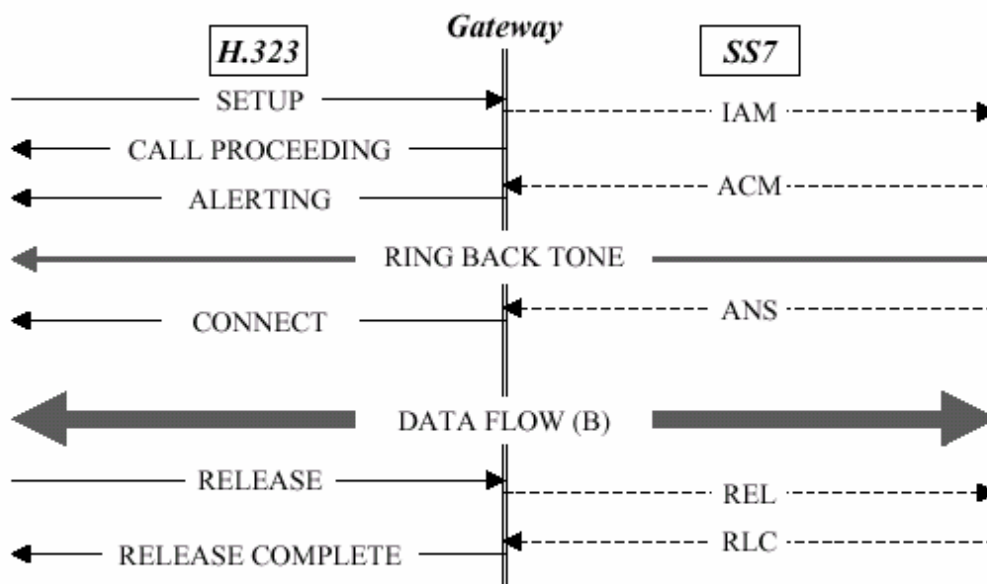 Gateway
H.323
SS7
SETUP
IAM
CALL PROCEEDING
ACM
ALERTING
RING BACK TONE
ANS
CONNECT
DATA FLOW (B)
RELEASE
REL
RLC
RELEASE COMPLETE